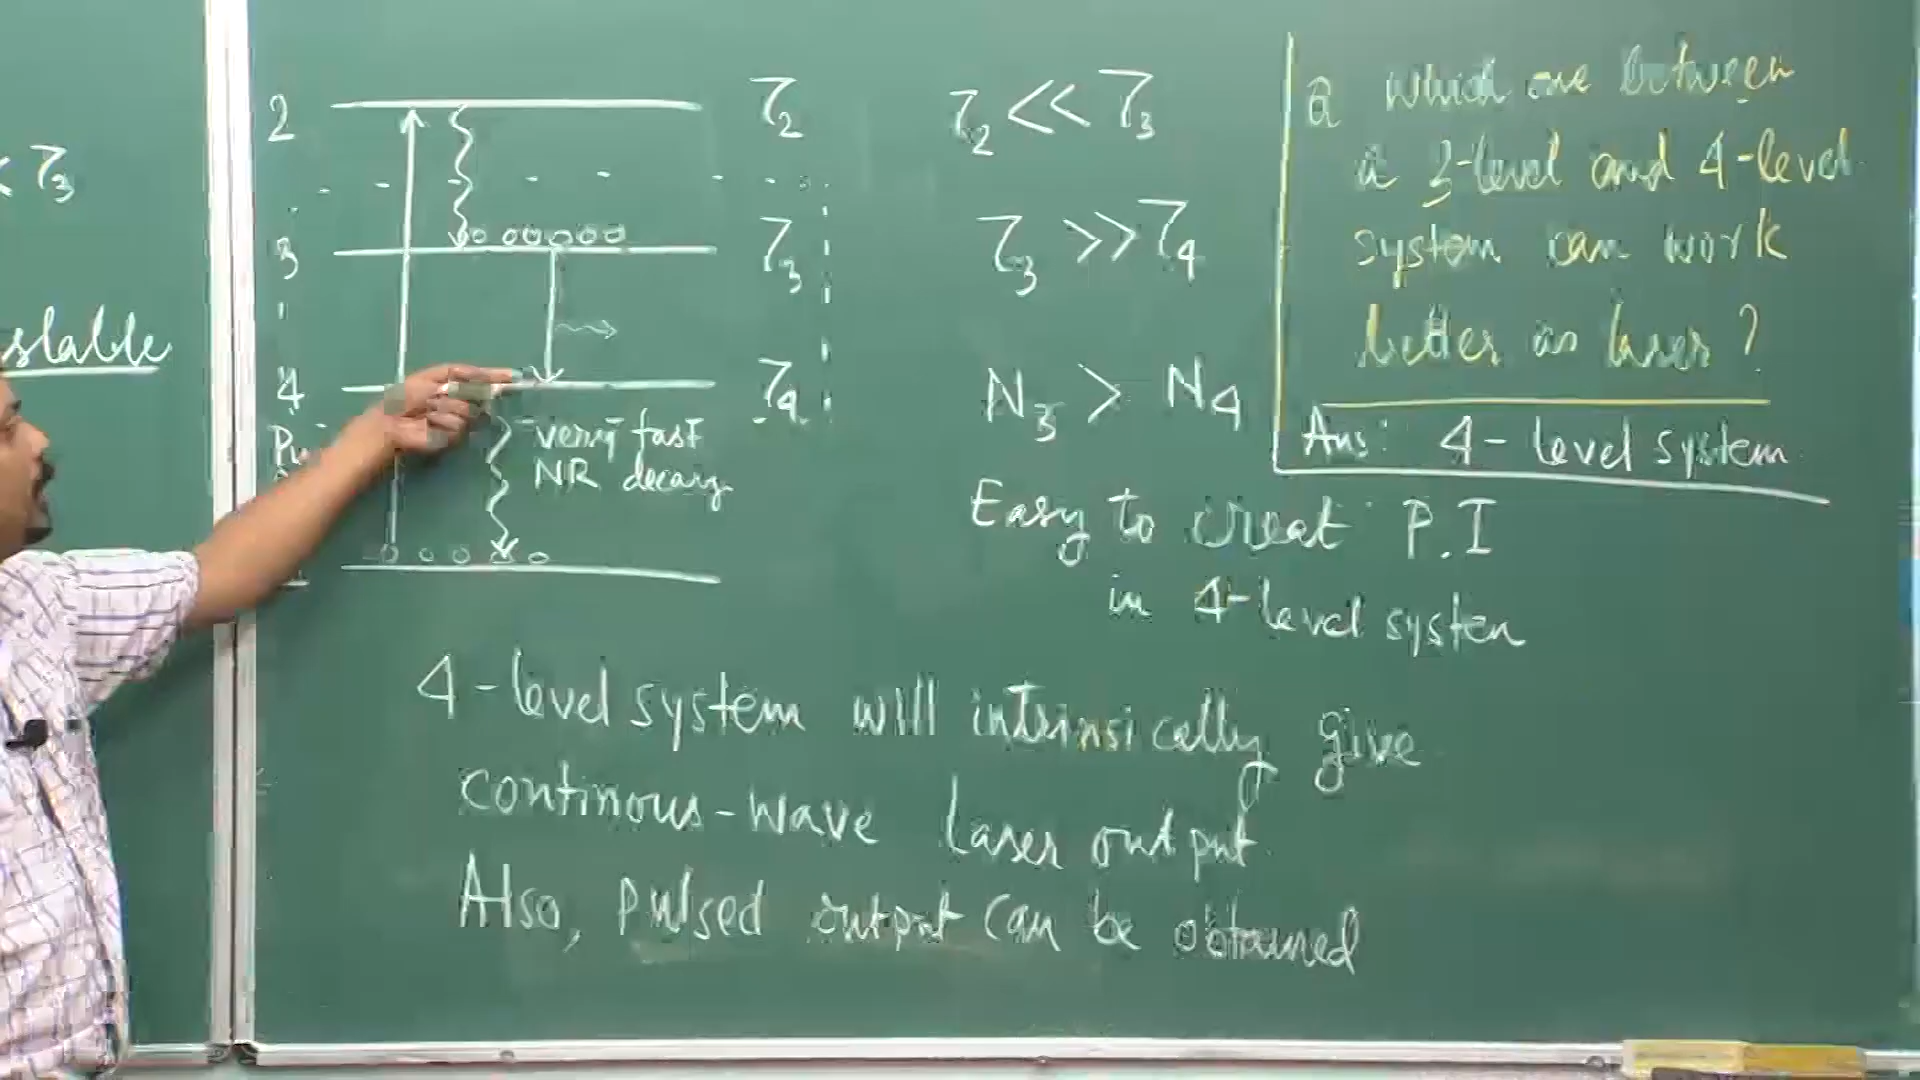 < τ3
stable
2
τ2
3
τ3
4
τ4
very fast
NR decay
τ2 << τ3
τ3 >> τ4
N3 > N4
Easy to creat P.I
in 4-level system
Q Which one between
a 3-level and 4-level
system can work
better as laser?
Ans: 4-level system
4-level system will intrinsically give
continous-wave laser output
Also, pulsed output can be obtained